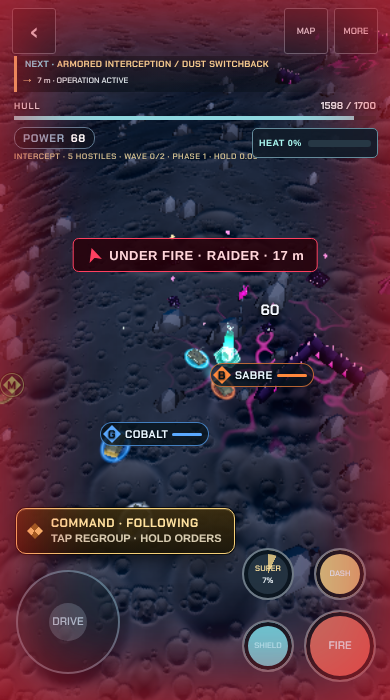 ‹
MAP
MORE
NEXT · ARMORED INTERCEPTION / DUST SWITCHBACK
→ 7 m · OPERATION ACTIVE
HULL
1598 / 1700
POWER 68
HEAT 0%
INTERCEPT · 5 HOSTILES · WAVE 0/2 · PHASE 1 · HOLD 0.0s
UNDER FIRE · RAIDER · 17 m
60
SABRE
M
COBALT
COMMAND · FOLLOWING
TAP REGROUP · HOLD ORDERS
SUPER
7%
DASH
DRIVE
SHIELD
FIRE